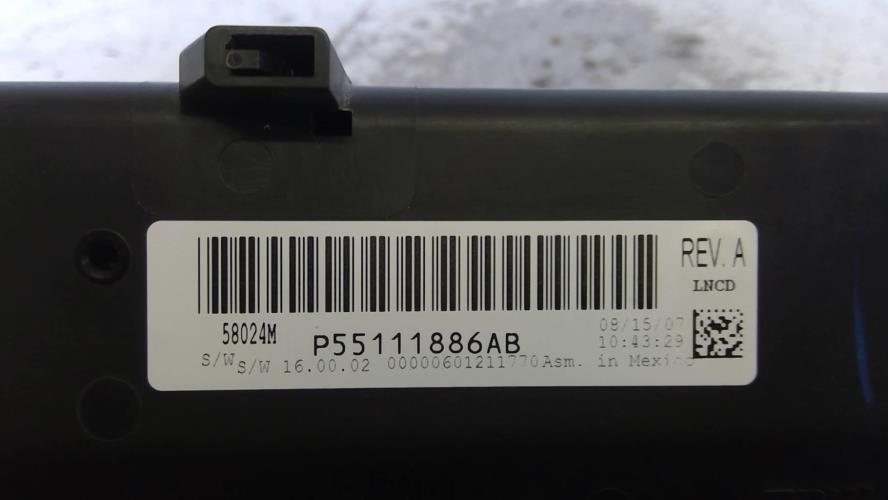 REV. A
LNCD
58024M
P55111886AB
08/15/07
10:43:29
S/W S/W 16.00.02 00000601211770 Asm. in Mexico